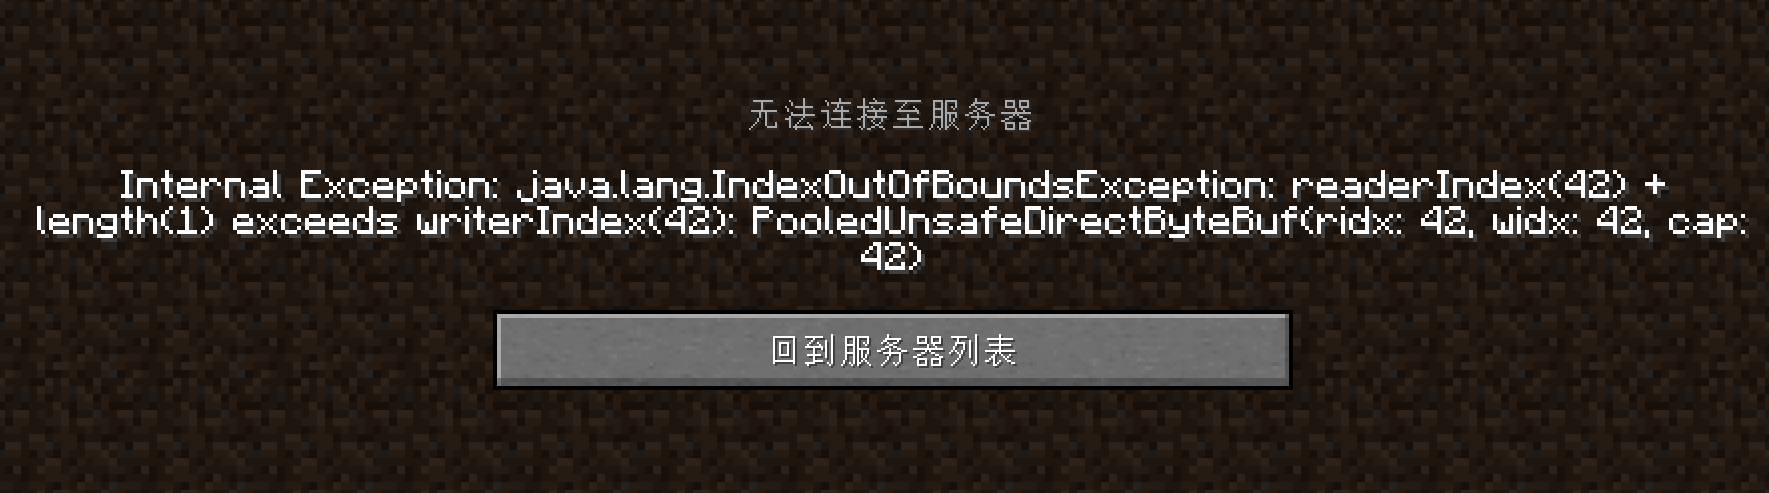 无法连接至服务器
Internal Exception: java.lang.IndexOutOfBoundsException: readerIndex(42) +
length(1) exceeds writerIndex(42): PooledUnsafeDirectByteBuf(ridx: 42, widx: 42, cap:
42)
回到服务器列表